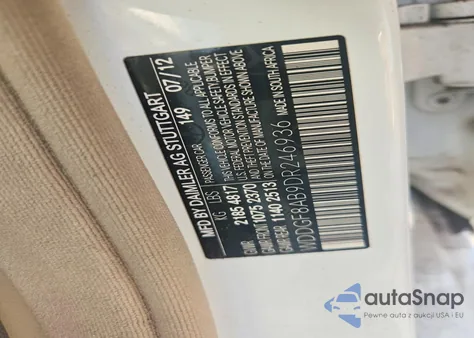 MFD BY DAIMLER AG STUTTGART
PASSENGER CAR 149 07/12
KG LBS
GVWR 2185 4817
GAWR FRONT 1075 2370
GAWR REAR 1140 2513
THIS VEHICLE CONFORMS TO ALL APPLICABLE
U.S. FEDERAL MOTOR VEHICLE SAFETY BUMPER
AND THEFT PREVENTION STANDARDS IN EFFECT
ON THE DATE OF MANUFACTURE SHOWN ABOVE
WDDGF8AB9DR246936 MADE IN SOUTH AFRICA
autoSnap
Pewne auta z aukcji USA i EU